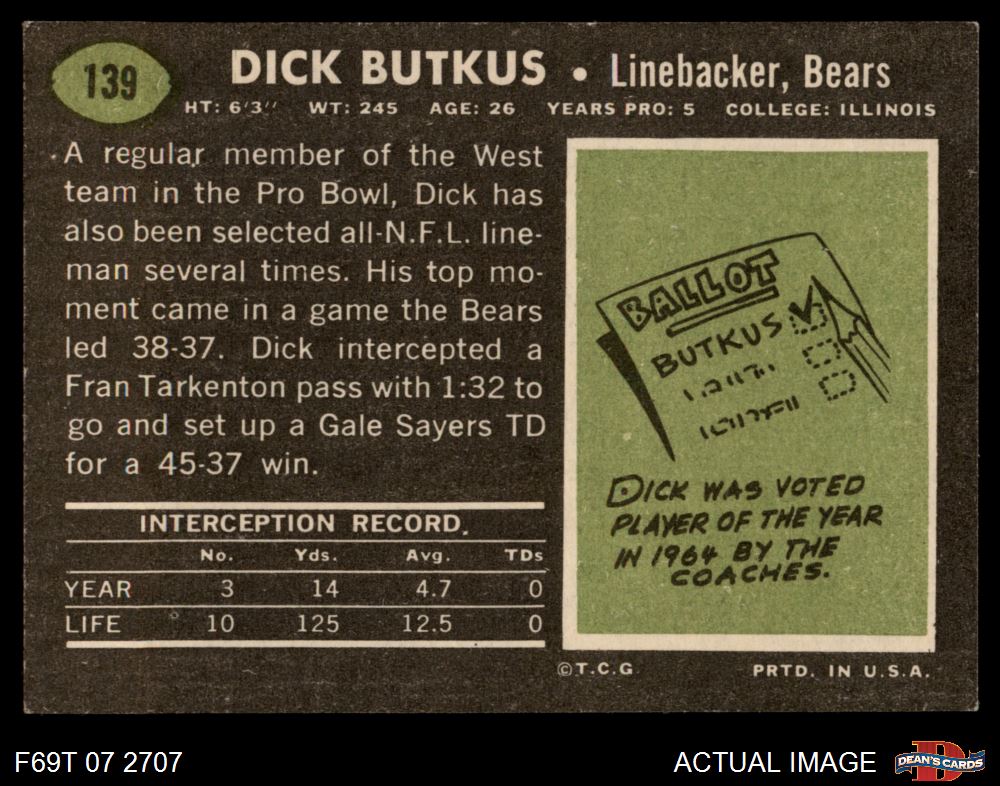 139
DICK BUTKUS • Linebacker, Bears
HT: 6'3'' WT: 245 AGE: 26 YEARS PRO: 5 COLLEGE: ILLINOIS
A regular member of the West
team in the Pro Bowl, Dick has
also been selected all-N.F.L. line-
man several times. His top mo-
ment came in a game the Bears
led 38-37. Dick intercepted a
Fran Tarkenton pass with 1:32 to
go and set up a Gale Sayers TD
for a 45-37 win.
INTERCEPTION RECORD.
No. Yds. Avg. TDs
YEAR 3 14 4.7 0
LIFE 10 125 12.5 0
BALLOT
BUTKUS
DICK WAS VOTED
PLAYER OF THE YEAR
IN 1964 BY THE
COACHES.
©T.C.G. PRTD. IN U.S.A.
F69T 07 2707
ACTUAL IMAGE
D
DEAN'S CARDS